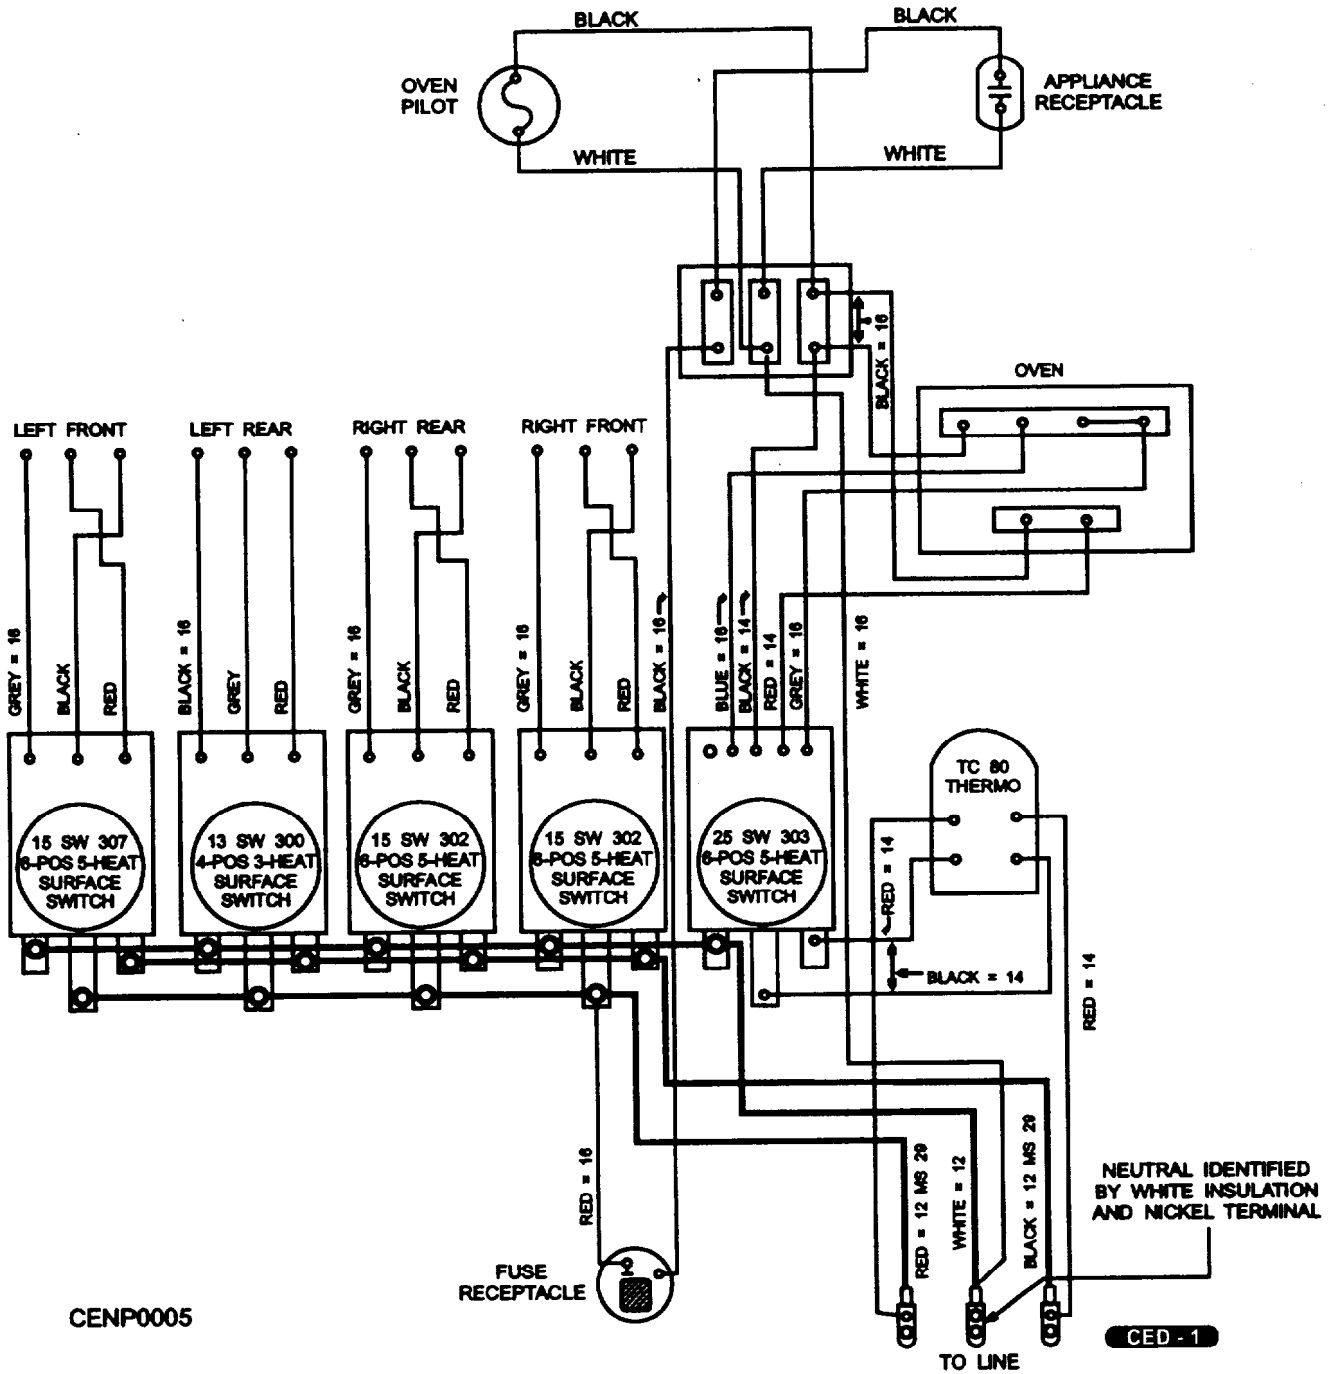 BLACK
BLACK
OVEN
PILOT
APPLIANCE
RECEPTACLE
WHITE
WHITE
BLACK = 16
OVEN
LEFT FRONT
LEFT REAR
RIGHT REAR
RIGHT FRONT
GREY = 16
BLACK
RED
BLACK = 16
GREY
RED
GREY = 16
BLACK
RED
GREY = 16
BLACK
RED
BLACK = 16
BLUE = 16
BLACK = 14
RED = 14
GREY = 16
WHITE = 16
TC 80
THERMO
15 SW 307
6-POS 5-HEAT
SURFACE
SWITCH
13 SW 300
4-POS 3-HEAT
SURFACE
SWITCH
15 SW 302
6-POS 5-HEAT
SURFACE
SWITCH
15 SW 302
6-POS 5-HEAT
SURFACE
SWITCH
25 SW 303
6-POS 5-HEAT
SURFACE
SWITCH
RED = 14
BLACK = 14
RED = 14
RED = 16
RED = 12 MS 29
WHITE = 12
BLACK = 12 MS 29
NEUTRAL IDENTIFIED
BY WHITE INSULATION
AND NICKEL TERMINAL
FUSE
RECEPTACLE
CENP0005
CED - 1
TO LINE